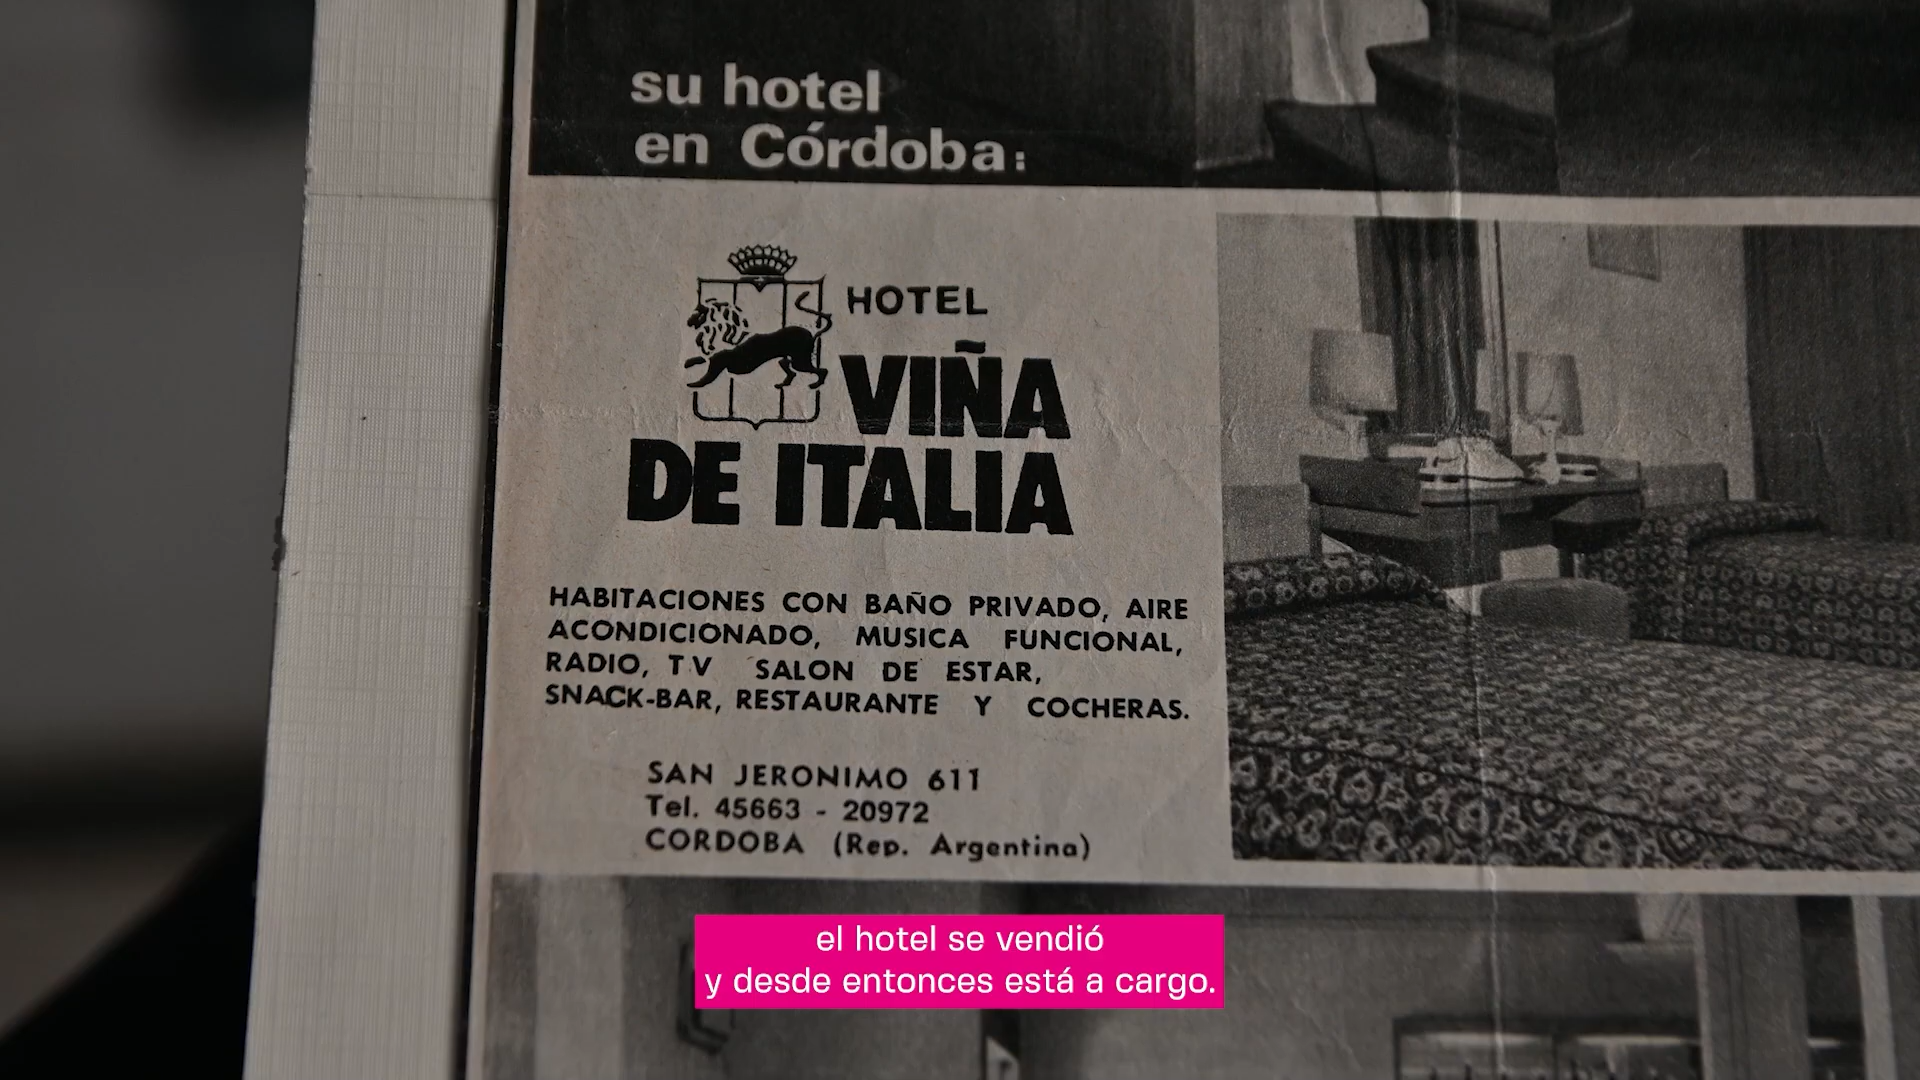 su hotel
en Córdoba:
HOTEL
VIÑA
DE ITALIA
HABITACIONES CON BAÑO PRIVADO, AIRE
ACONDICIONADO, MUSICA FUNCIONAL,
RADIO, TV SALON DE ESTAR,
SNACK-BAR, RESTAURANTE Y COCHERAS.
SAN JERONIMO 611
Tel. 45663 - 20972
CORDOBA (Rep. Argentina)
el hotel se vendió
y desde entonces está a cargo.